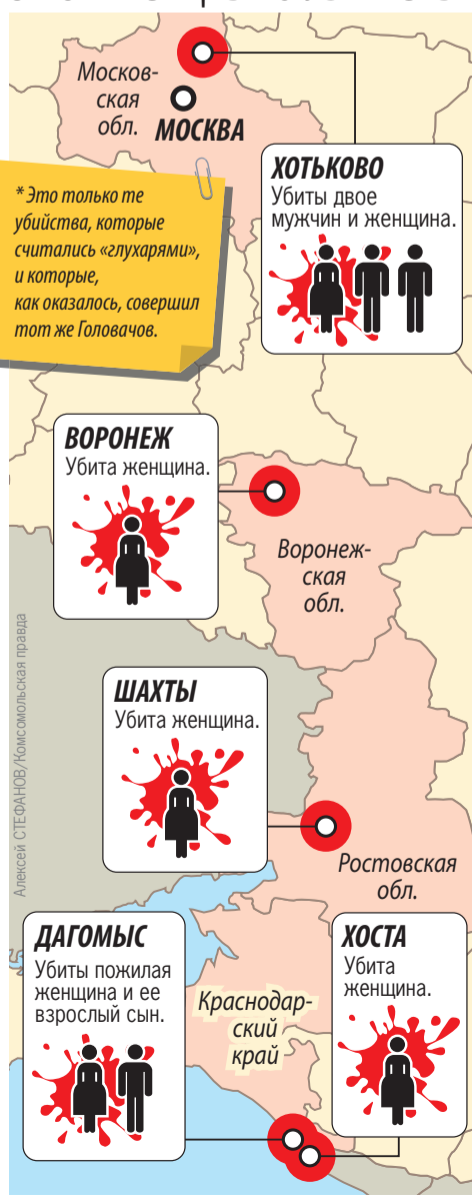 Москов-
ская
обл.
МОСКВА
ХОТЬКОВО
Убиты двое
мужчин и женщина.
* Это только те
убийства, которые
считались «глухарями»,
и которые,
как оказалось, совершил
тот же Головачов.
ВОРОНЕЖ
Убита женщина.
Воронеж-
ская
обл.
Алексей СТЕФАНОВ/Комсомольская правда
ШАХТЫ
Убита женщина.
Ростовская
обл.
ДАГОМЫС
Убиты пожилая
женщина и ее
взрослый сын.
Краснодар-
ский
край
ХОСТА
Убита
женщина.